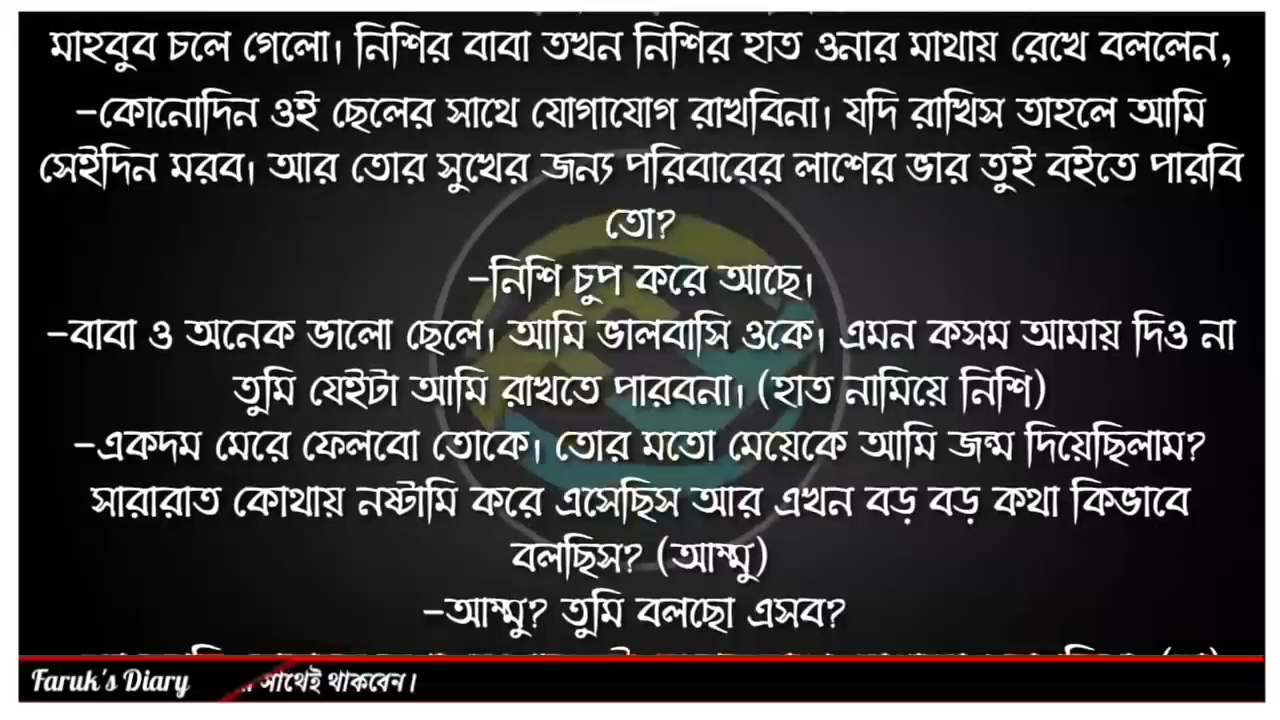 মাহবুব চলে গেলো। নিশির বাবা তখন নিশির হাত ওনার মাথায় রেখে বললেন,
-কোনোদিন ওই ছেলের সাথে যোগাযোগ রাখবিনা। যদি রাখিস তাহলে আমি
সেইদিন মরব। আর তোর সুখের জন্য পরিবারের লাশের ভার তুই বইতে পারবি
তো?
-নিশি চুপ করে আছে।
-বাবা ও অনেক ভালো ছেলে। আমি ভালবাসি ওকে। এমন কসম আমায় দিও না
তুমি যেইটা আমি রাখতে পারবনা। (হাত নামিয়ে নিশি)
-একদম মেরে ফেলবো তোকে। তোর মতো মেয়েকে আমি জন্ম দিয়েছিলাম?
সারারাত কোথায় নষ্টামি করে এসেছিস আর এখন বড় বড় কথা কিভাবে
বলছিস? (আম্মু)
-আম্মু? তুমি বলছো এসব?
Faruk's Diary সাথেই থাকবেন।